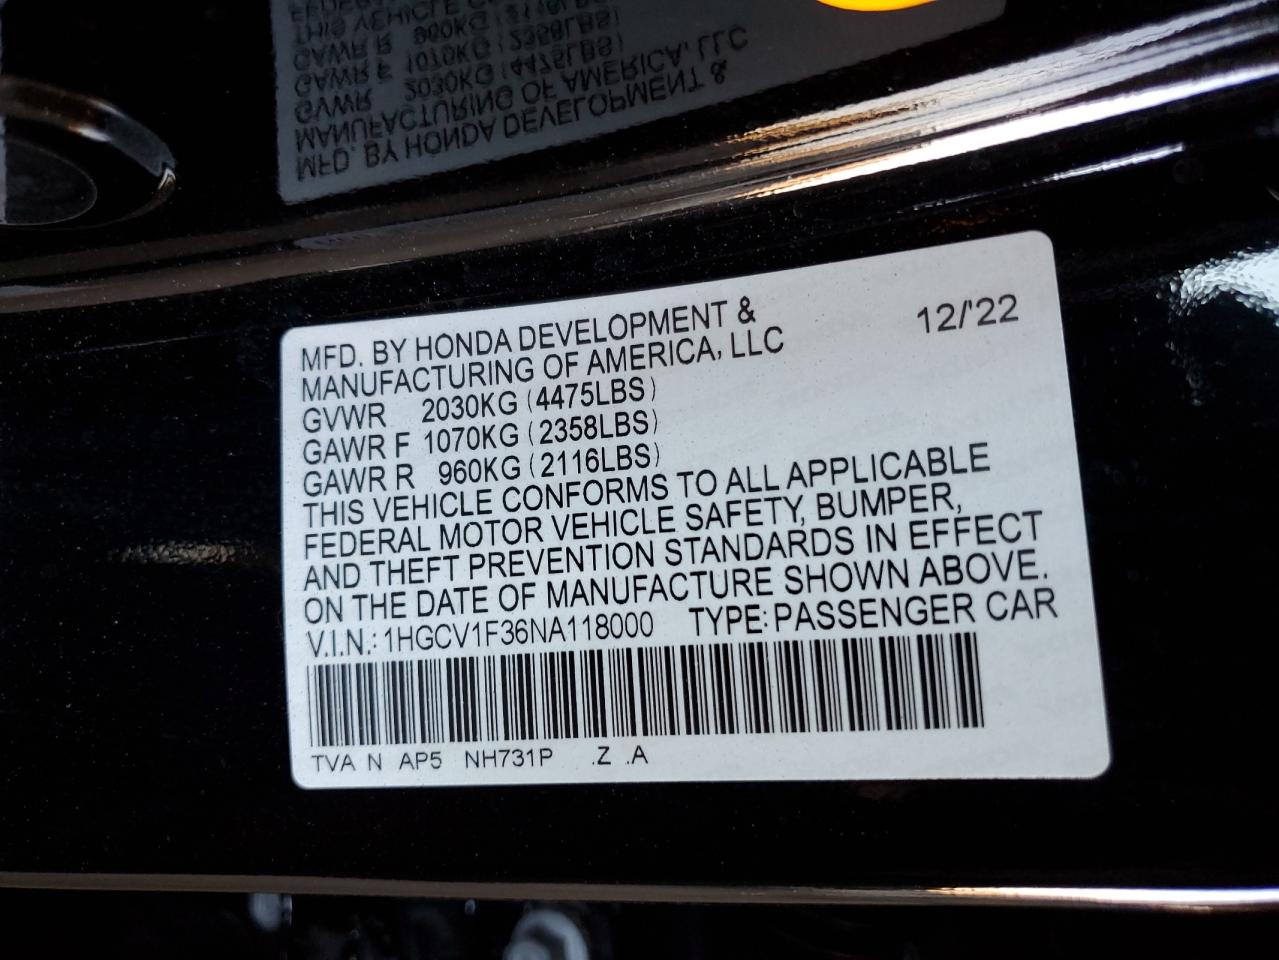 MFD. BY HONDA DEVELOPMENT &
MANUFACTURING OF AMERICA, LLC
12/'22
GVWR 2030KG (4475LBS)
GAWR F 1070KG (2358LBS)
GAWR R 960KG (2116LBS)
THIS VEHICLE CONFORMS TO ALL APPLICABLE
FEDERAL MOTOR VEHICLE SAFETY, BUMPER,
AND THEFT PREVENTION STANDARDS IN EFFECT
ON THE DATE OF MANUFACTURE SHOWN ABOVE.
V.I.N.: 1HGCV1F36NA118000 TYPE: PASSENGER CAR
TVA N AP5 NH731P .Z .A